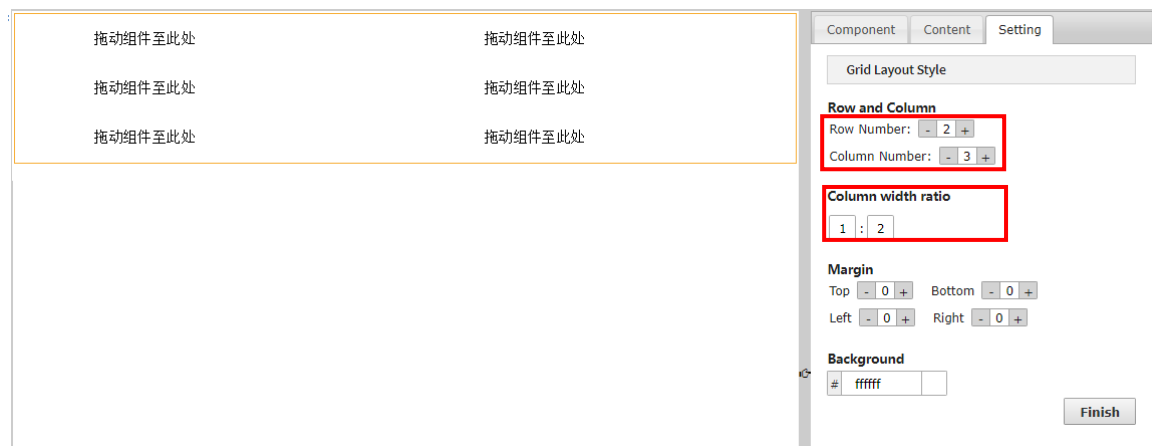 拖动组件至此处 拖动组件至此处
拖动组件至此处 拖动组件至此处
拖动组件至此处 拖动组件至此处
Component Content Setting
Grid Layout Style
Row and Column
Row Number: - 2 +
Column Number: - 3 +
Column width ratio
1 : 2
Margin
Top - 0 + Bottom - 0 +
Left - 0 + Right - 0 +
Background
# ffffff
Finish